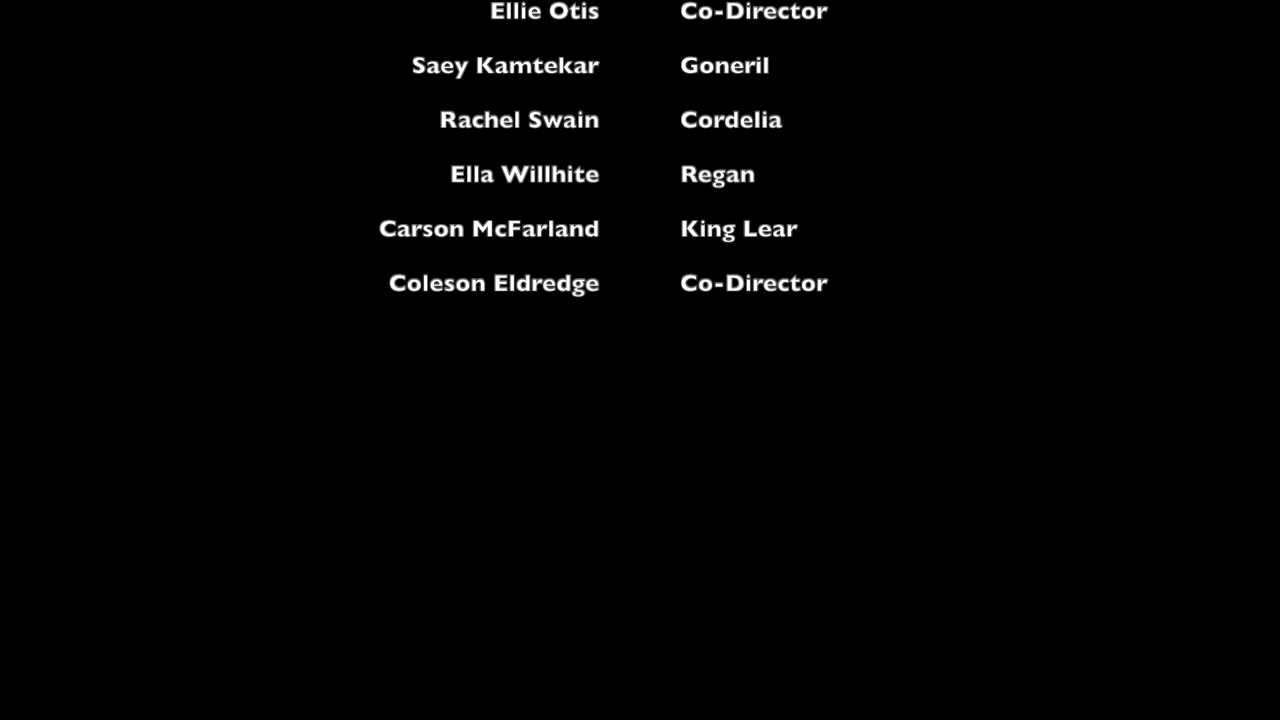 Ellie Otis Co-Director
Saey Kamtekar Goneril
Rachel Swain Cordelia
Ella Willhite Regan
Carson McFarland King Lear
Coleson Eldredge Co-Director